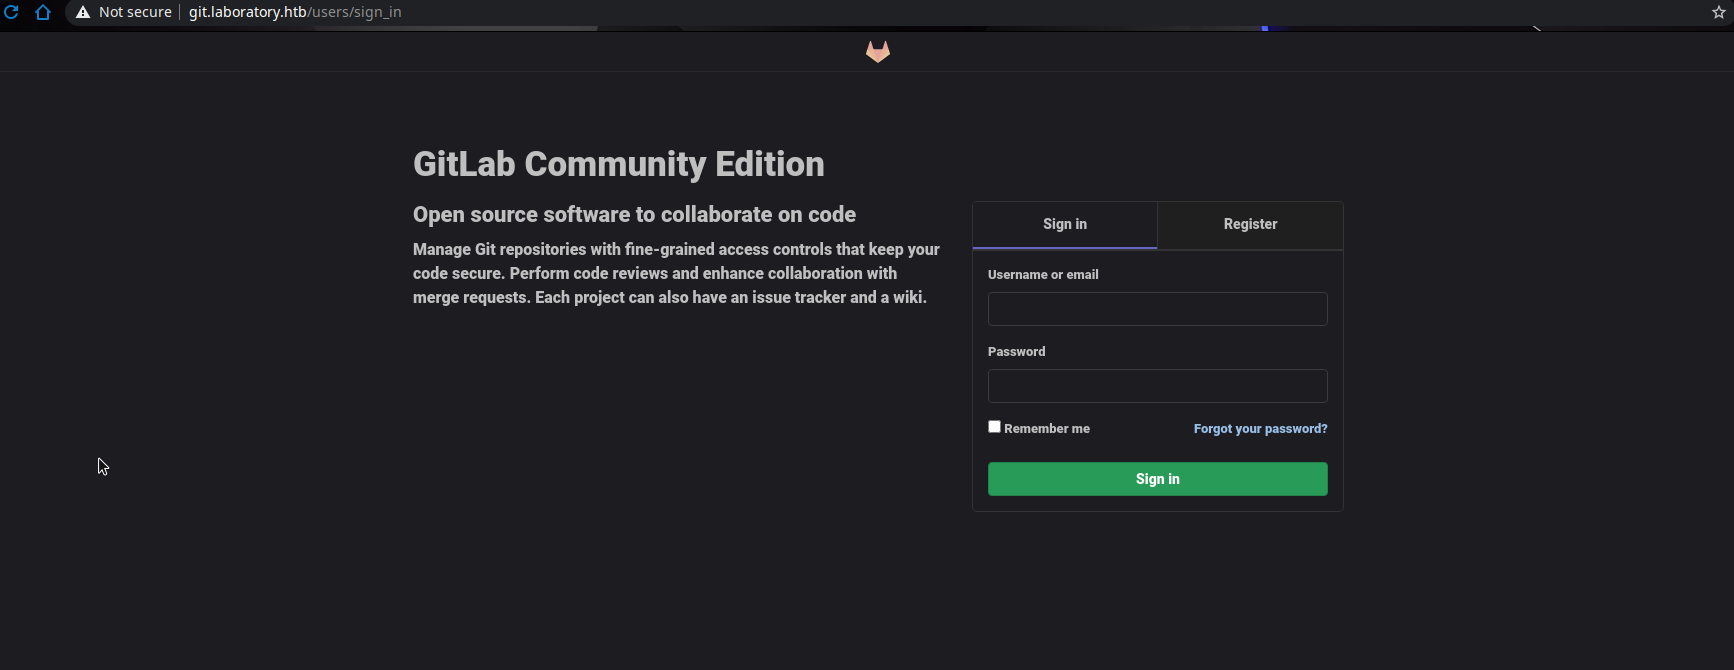 Not secure git.laboratory.htb/users/sign_in
GitLab Community Edition
Open source software to collaborate on code
Manage Git repositories with fine-grained access controls that keep your
code secure. Perform code reviews and enhance collaboration with
merge requests. Each project can also have an issue tracker and a wiki.
Sign in Register
Username or email
Password
Remember me Forgot your password?
Sign in